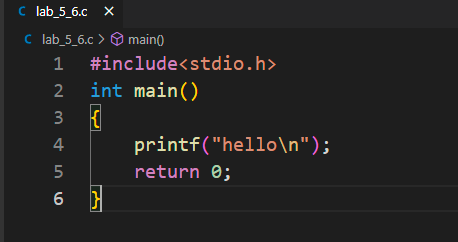 lab_5_6.c ×
lab_5_6.c > main()
1 #include<stdio.h>
2 int main()
3 {
4     printf("hello\n");
5     return 0;
6 }